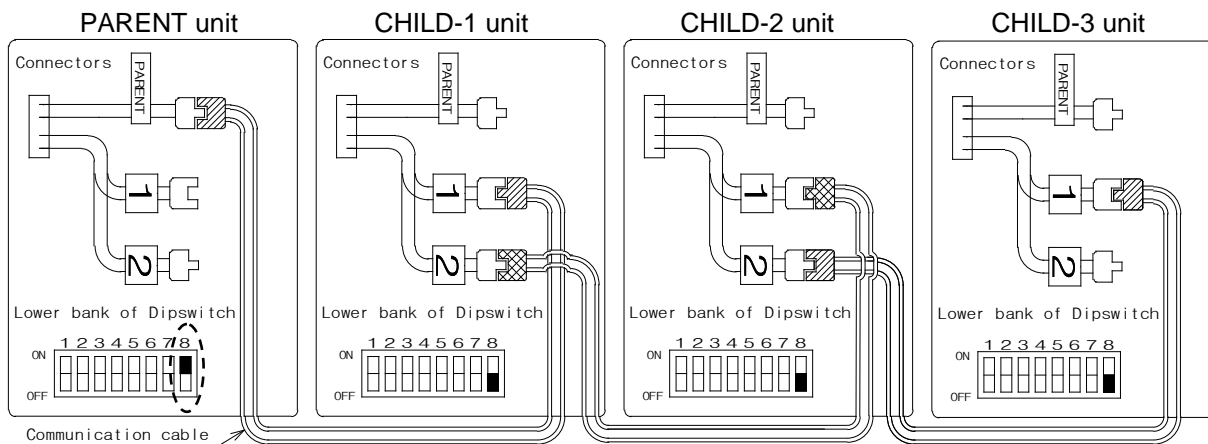 PARENT unit
Connectors
PARENT
1
2
Lower bank of Dipswitch
1 2 3 4 5 6 7 8
ON
OFF
Communication cable
CHILD-1 unit
Connectors
PARENT
1
2
Lower bank of Dipswitch
1 2 3 4 5 6 7 8
ON
OFF
CHILD-2 unit
Connectors
PARENT
1
2
Lower bank of Dipswitch
1 2 3 4 5 6 7 8
ON
OFF
CHILD-3 unit
Connectors
PARENT
1
2
Lower bank of Dipswitch
1 2 3 4 5 6 7 8
ON
OFF